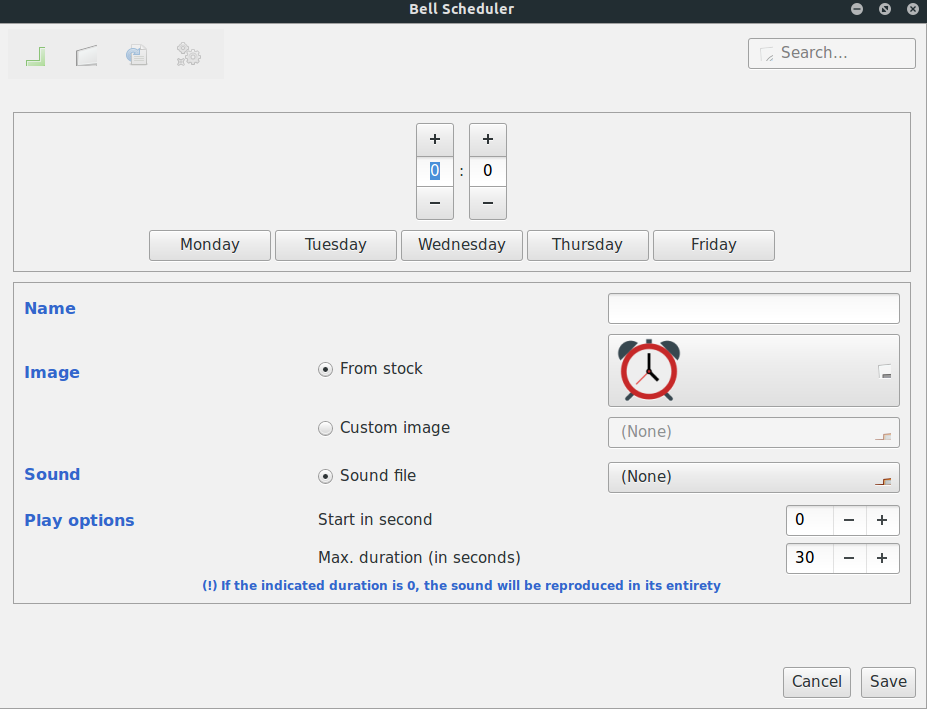 Bell Scheduler
Search...
+ +
0 : 0
− −
Monday Tuesday Wednesday Thursday Friday
Name
Image
From stock
Custom image (None)
Sound Sound file (None)
Play options Start in second 0 − +
Max. duration (in seconds) 30 − +
(!) If the indicated duration is 0, the sound will be reproduced in its entirety
Cancel Save